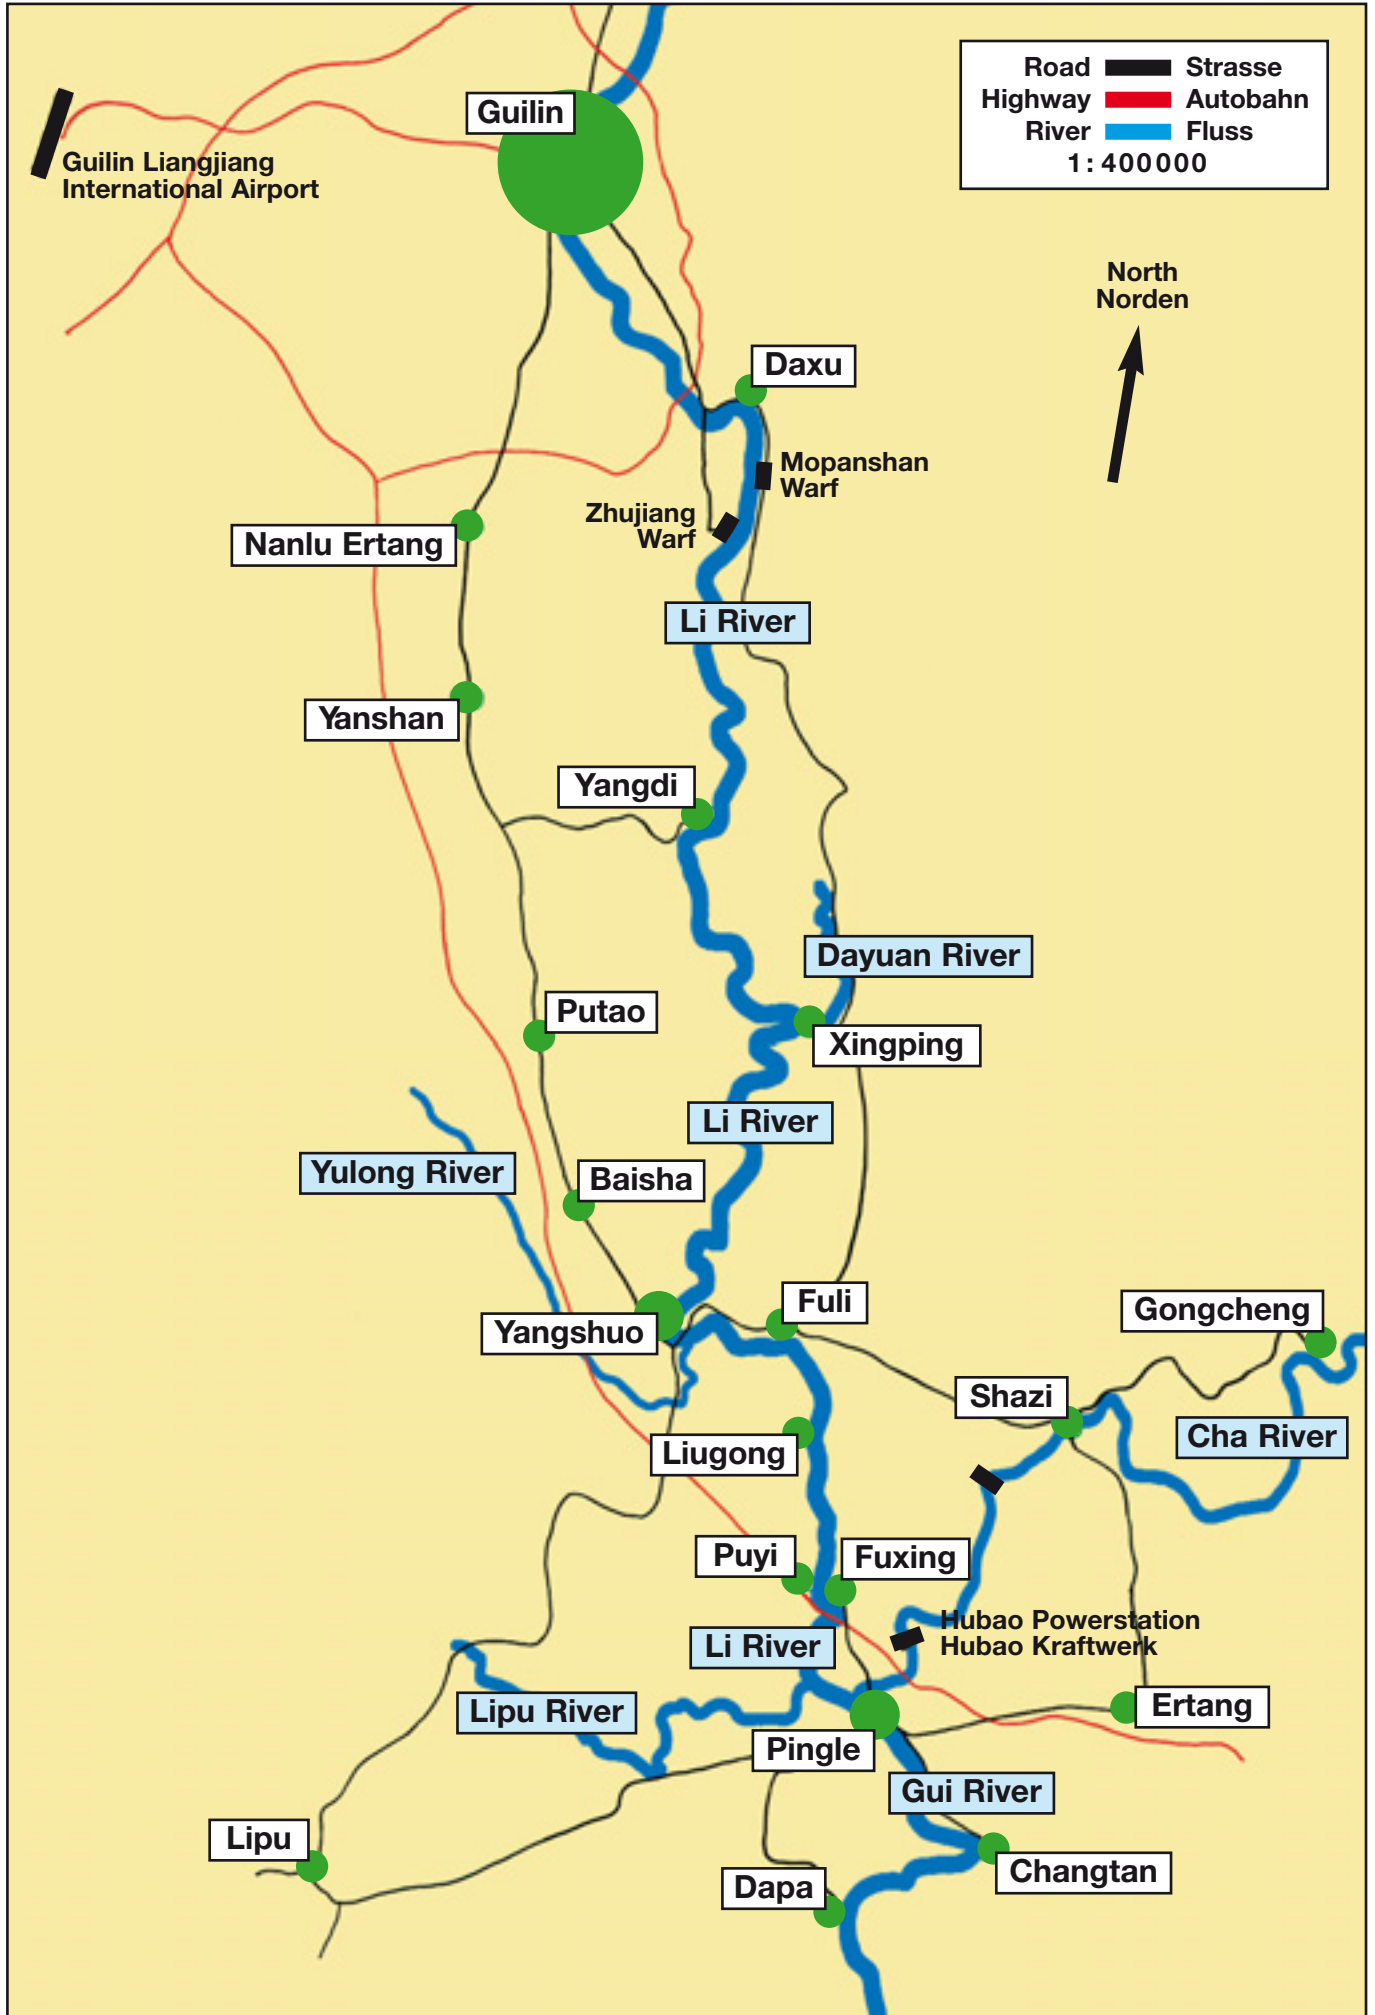 Road Strasse
Highway Autobahn
River Fluss
1: 400000
Guilin
Guilin Liangjiang
International Airport
North
Norden
Daxu
Mopanshan
Warf
Zhujiang
Warf
Nanlu Ertang
Li River
Yanshan
Yangdi
Dayuan River
Putao
Xingping
Li River
Yulong River
Baisha
Fuli
Gongcheng
Yangshuo
Shazi
Cha River
Liugong
Puyi
Fuxing
Hubao Powerstation
Hubao Kraftwerk
Li River
Lipu River
Ertang
Pingle
Gui River
Lipu
Changtan
Dapa